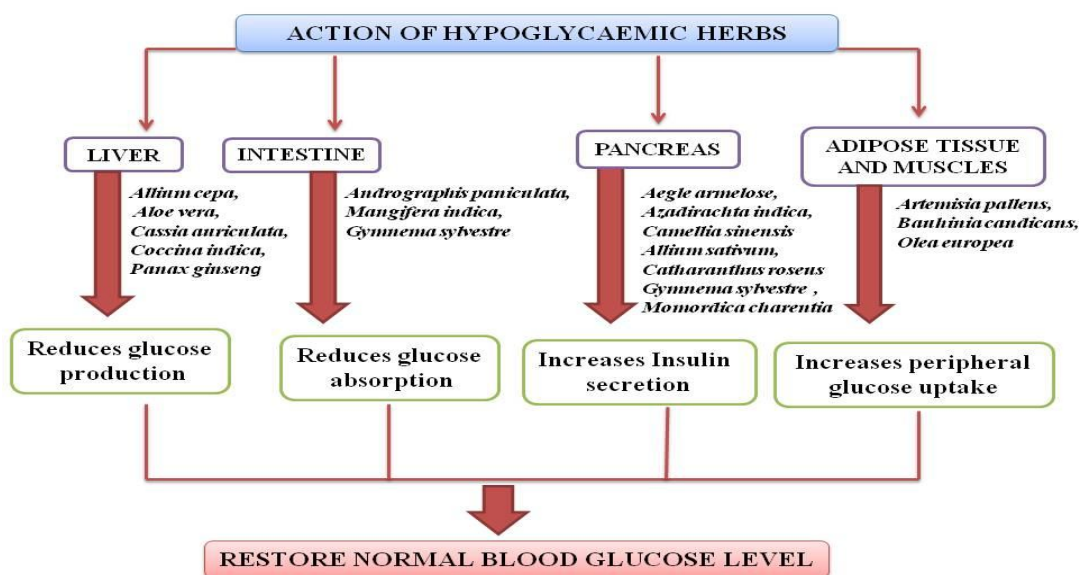 ACTION OF HYPOGLYCAEMIC HERBS
LIVER
Allium cepa,
Aloe vera,
Cassia auriculata,
Coccina indica,
Panax ginseng
Reduces glucose
production
INTESTINE
Andrographis paniculata,
Mangifera indica,
Gymnema sylvestre
Reduces glucose
absorption
PANCREAS
Aegle armelose,
Azadirachta indica,
Camellia sinensis
Allium sativum,
Catharanthus roseus
Gymnema sylvestre ,
Momordica charentia
Increases Insulin
secretion
ADIPOSE TISSUE
AND MUSCLES
Artemisia pallens,
Banhinia candicans,
Olea europea
Increases peripheral
glucose uptake
RESTORE NORMAL BLOOD GLUCOSE LEVEL